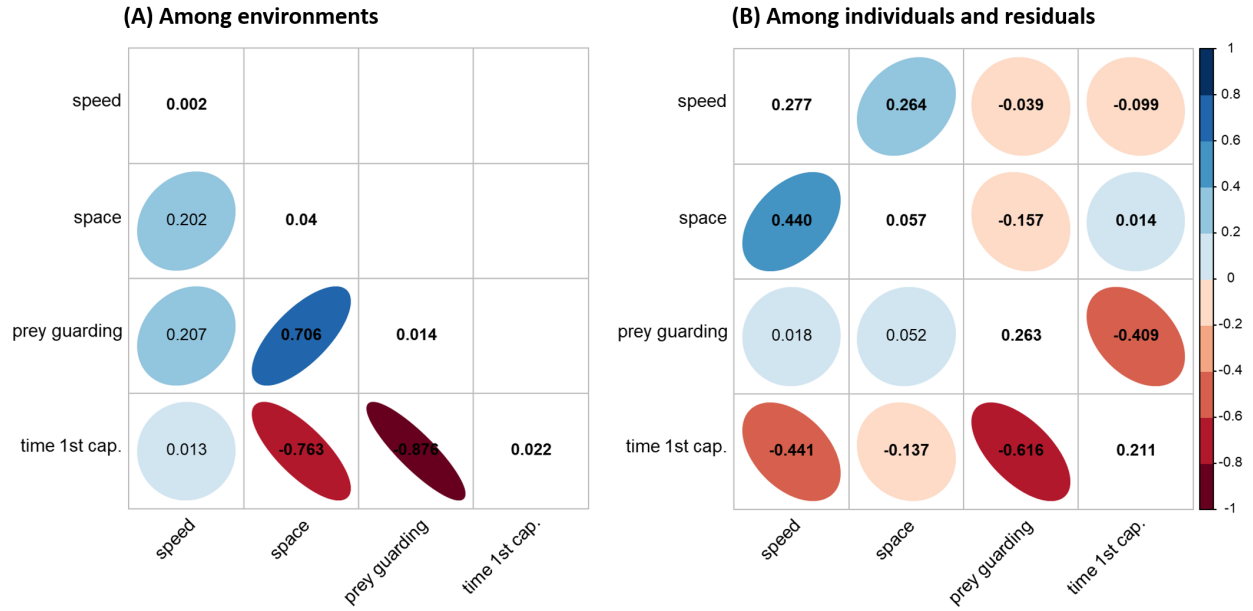 (A) Among environments
(B) Among individuals and residuals
speed 0.002
space 0.202 0.04
prey guarding 0.207 0.706 0.014
time 1st cap. 0.013 -0.763 -0.876 0.022
speed space prey guarding time 1st cap.
speed 0.277 0.264 -0.039 -0.099
space 0.440 0.057 -0.157 0.014
prey guarding 0.018 0.052 0.263 -0.409
time 1st cap. -0.441 -0.137 -0.616 0.211
speed space prey guarding time 1st cap.
1
0.8
0.6
0.4
0.2
0
-0.2
-0.4
-0.6
-0.8
-1